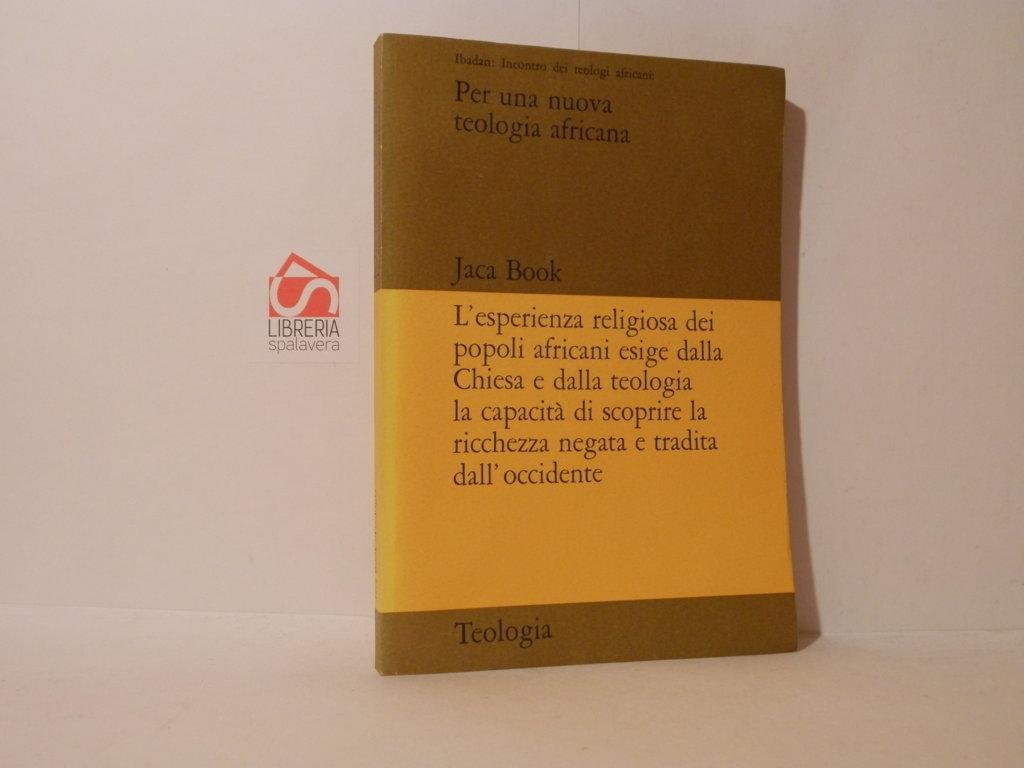 Ibadan: Incontro dei teologi africani:
Per una nuova
teologia africana
Jaca Book
L'esperienza religiosa dei
popoli africani esige dalla
Chiesa e dalla teologia
la capacità di scoprire la
ricchezza negata e tradita
dall'occidente
Teologia
LIBRERIA
spalavera